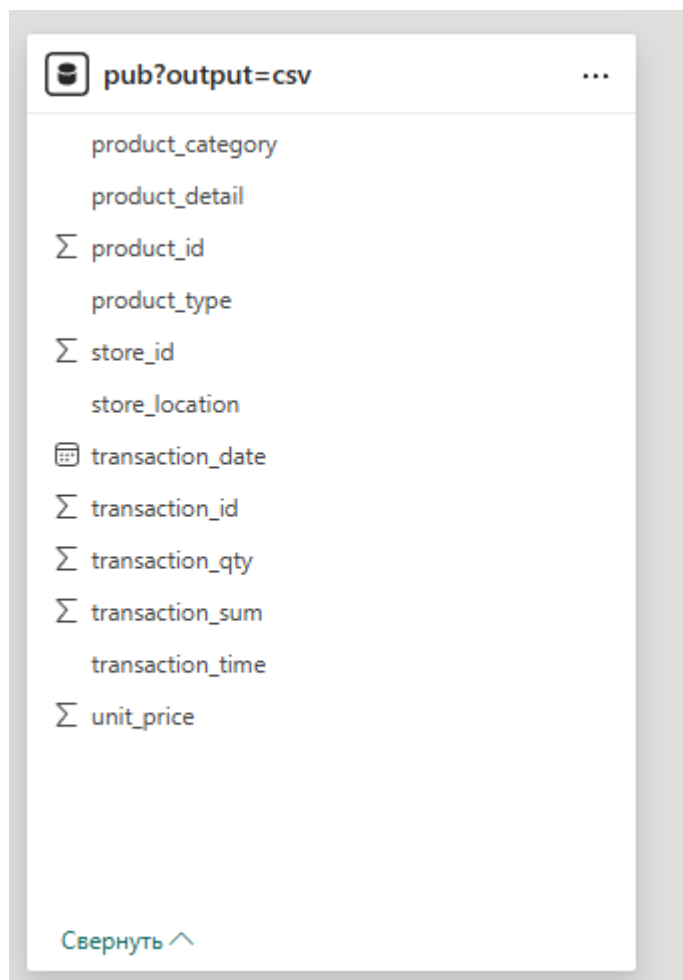 pub?output=csv
product_category
product_detail
product_id
product_type
store_id
store_location
transaction_date
transaction_id
transaction_qty
transaction_sum
transaction_time
unit_price
Свернуть